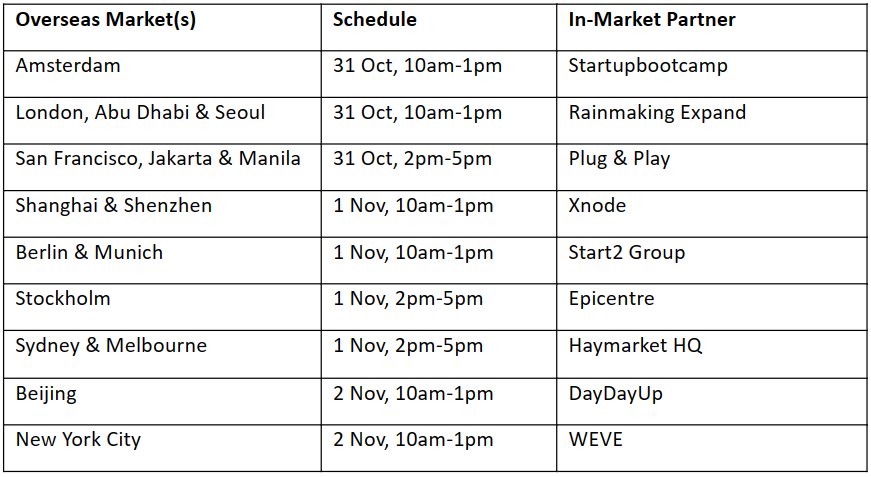 Overseas Market(s) Schedule In-Market Partner
Amsterdam 31 Oct, 10am-1pm Startupbootcamp
London, Abu Dhabi & Seoul 31 Oct, 10am-1pm Rainmaking Expand
San Francisco, Jakarta & Manila 31 Oct, 2pm-5pm Plug & Play
Shanghai & Shenzhen 1 Nov, 10am-1pm Xnode
Berlin & Munich 1 Nov, 10am-1pm Start2 Group
Stockholm 1 Nov, 2pm-5pm Epicentre
Sydney & Melbourne 1 Nov, 2pm-5pm Haymarket HQ
Beijing 2 Nov, 10am-1pm DayDayUp
New York City 2 Nov, 10am-1pm WEVE